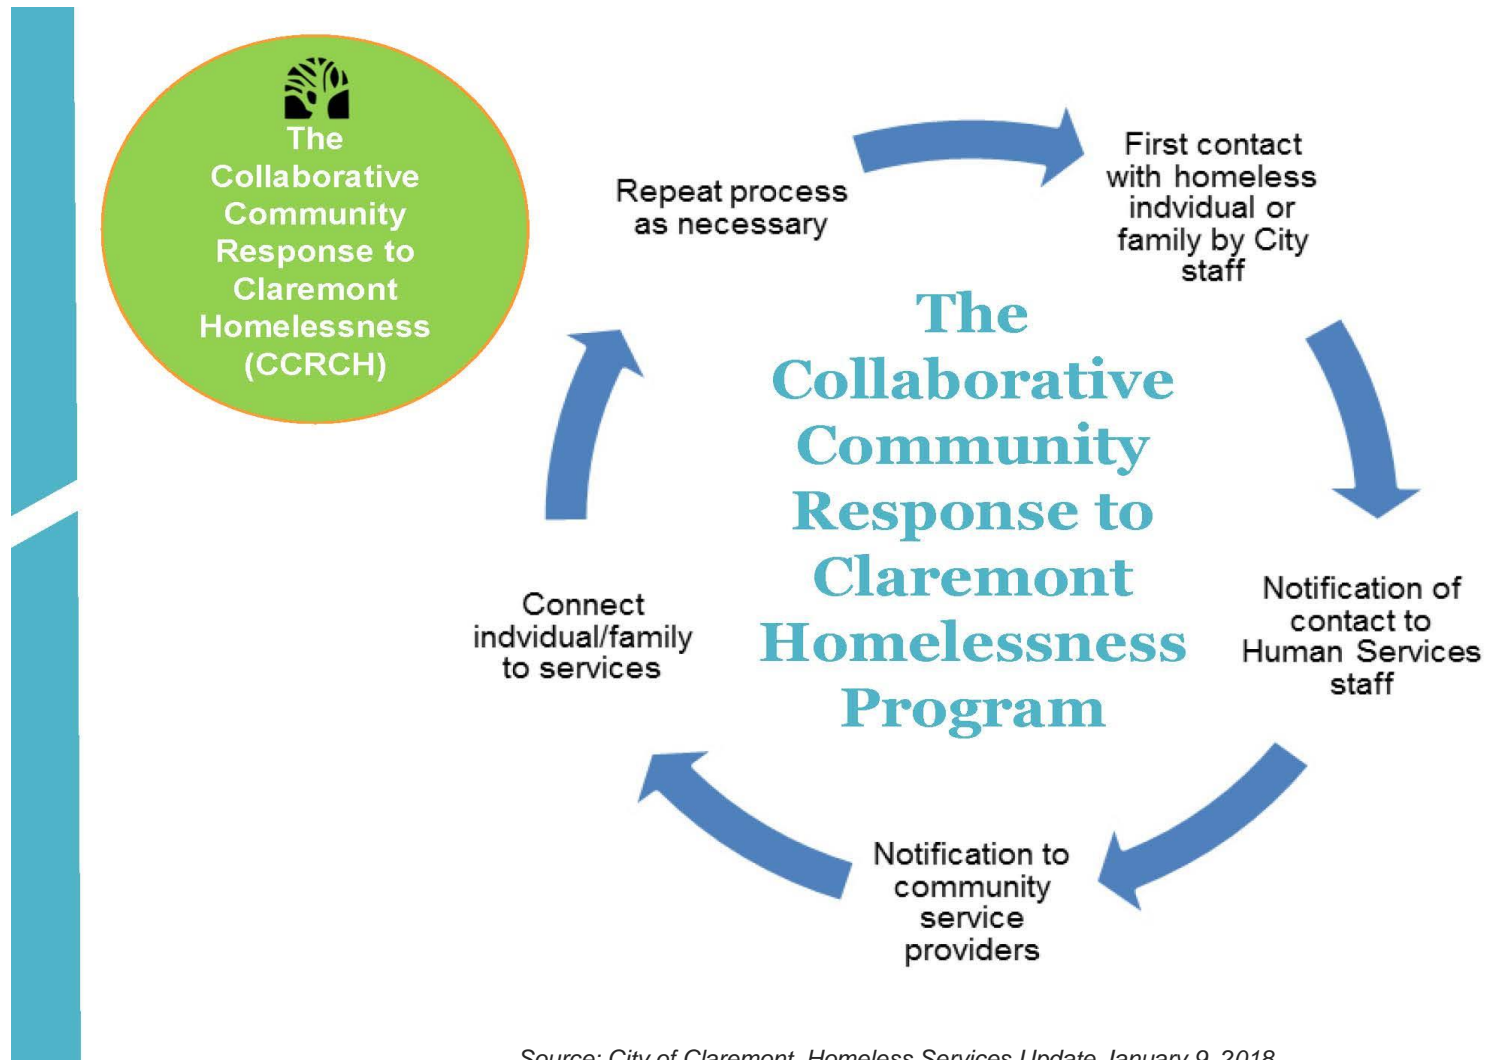 The
Collaborative
Community
Response to
Claremont
Homelessness
(CCRCH)
First contact
with homeless
indvidual or
family by City
staff
Notification of
contact to
Human Services
staff
Notification to
community
service
providers
Connect
indvidual/family
to services
Repeat process
as necessary
The
Collaborative
Community
Response to
Claremont
Homelessness
Program
Source: City of Claremont, Homeless Services Update January 9, 2018